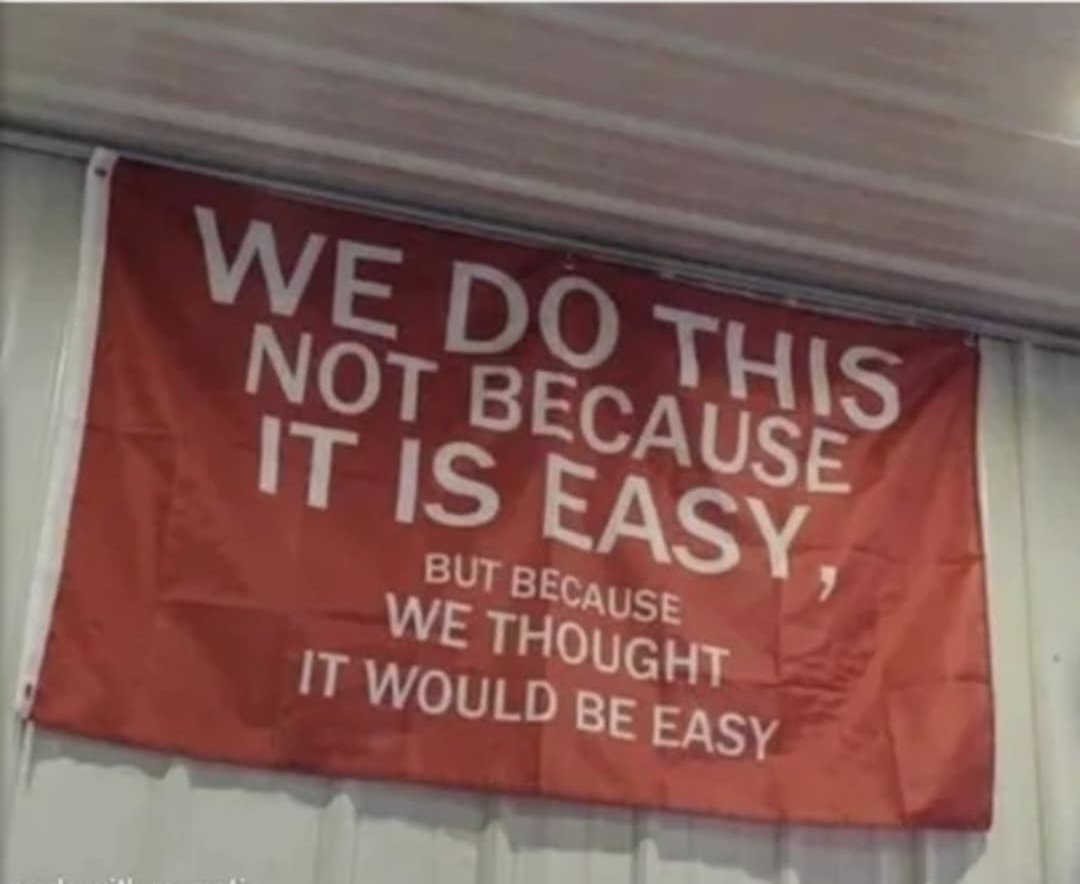 WE DO THIS
NOT BECAUSE
IT IS EASY,
BUT BECAUSE
WE THOUGHT
IT WOULD BE EASY